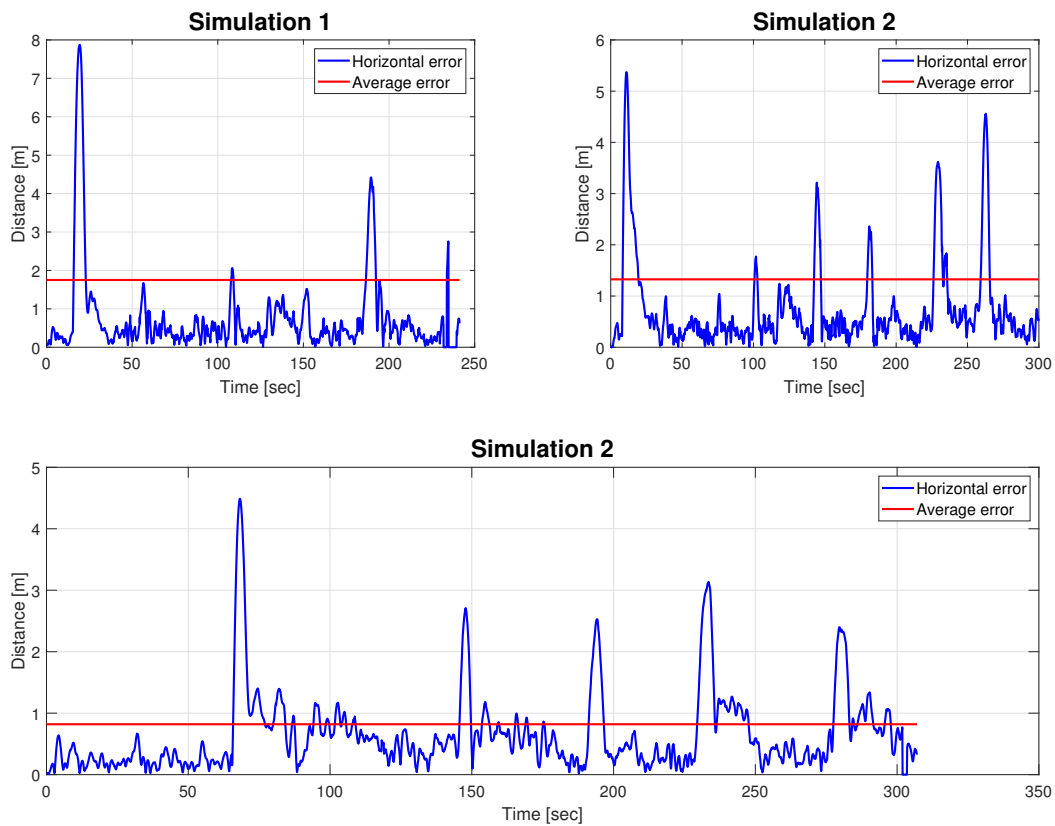 Simulation 1
8
7
6
5
4
3
2
1
0
Distance [m]
Horizontal error
Average error
0 50 100 150 200 250
Time [sec]
Simulation 2
6
5
4
3
2
1
0
Distance [m]
Horizontal error
Average error
0 50 100 150 200 250 300
Time [sec]
Simulation 2
5
4
3
2
1
0
Distance [m]
Horizontal error
Average error
0 50 100 150 200 250 300 350
Time [sec]